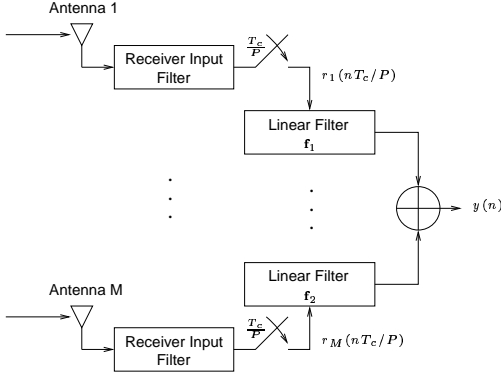 Antenna 1
Receiver Input
Filter
T_c/P
r_1(nT_c/P)
Linear Filter
f_1
y(n)
Linear Filter
f_2
Antenna M
Receiver Input
Filter
T_c/P
r_M(nT_c/P)